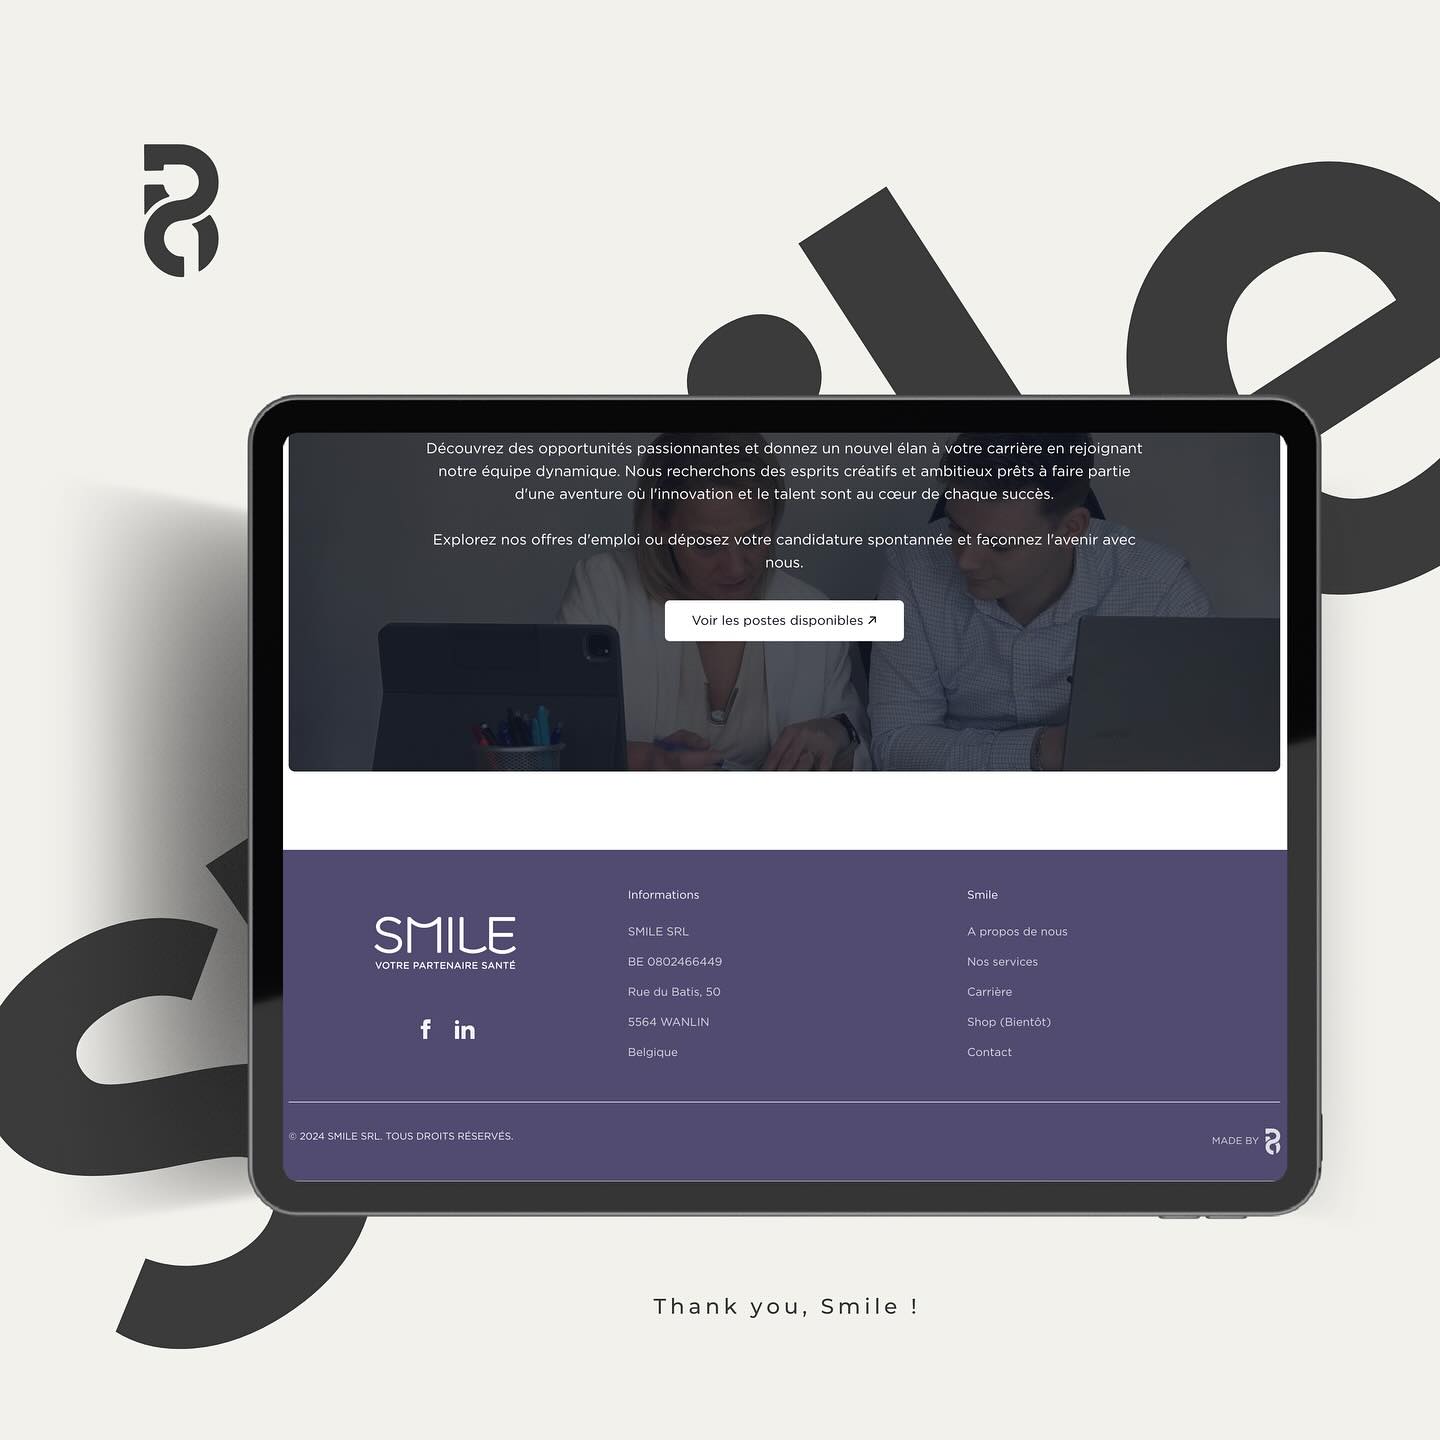 Découvrez des opportunités passionnantes et donnez un nouvel élan à votre carrière en rejoignant
notre équipe dynamique. Nous recherchons des esprits créatifs et ambitieux prêts à faire partie
d'une aventure où l'innovation et le talent sont au cœur de chaque succès.
Explorez nos offres d'emploi ou déposez votre candidature spontannée et façonnez l'avenir avec
nous.
Voir les postes disponibles ↗
SMILE
VOTRE PARTENAIRE SANTÉ
f in
Informations
SMILE SRL
BE 0802466449
Rue du Batis, 50
5564 WANLIN
Belgique
Smile
A propos de nous
Nos services
Carrière
Shop (Bientôt)
Contact
© 2024 SMILE SRL. TOUS DROITS RÉSERVÉS.
MADE BY
Thank you, Smile !